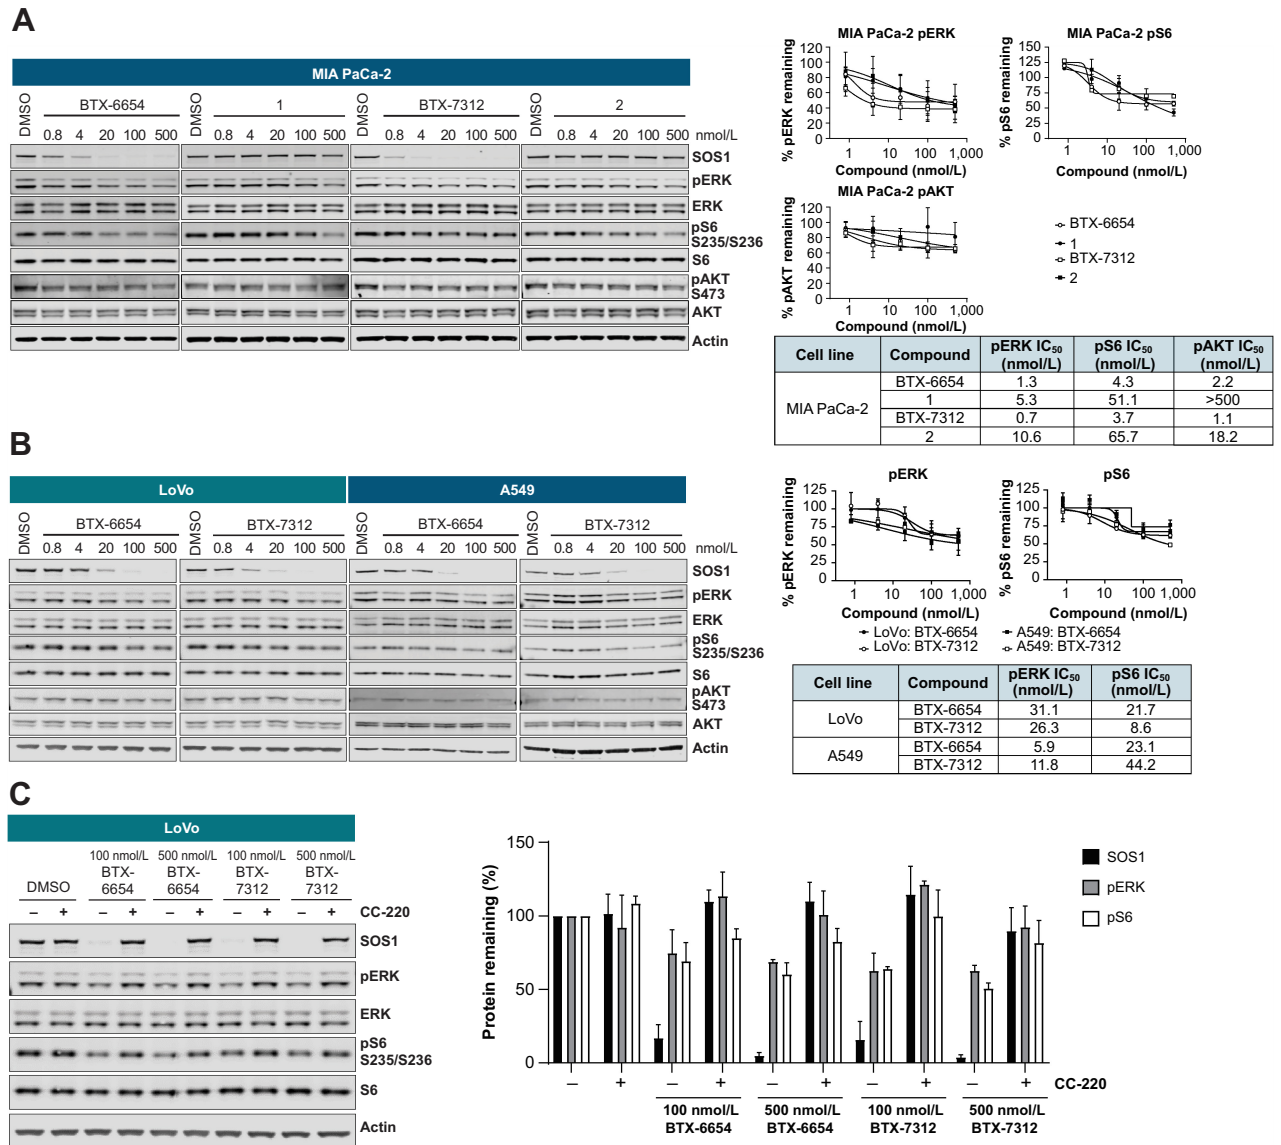 A
MIA PaCa-2
DMSO BTX-6654 DMSO 1 DMSO BTX-7312 DMSO 2
0.8 4 20 100 500 0.8 4 20 100 500 0.8 4 20 100 500 0.8 4 20 100 500 nmol/L
SOS1
pERK
ERK
pS6
S235/S236
S6
pAKT
S473
AKT
Actin
MIA PaCa-2 pERK
% pERK remaining
120
100
80
60
40
20
0
1 10 100 1,000
Compound (nmol/L)
MIA PaCa-2 pS6
% pS6 remaining
150
125
100
75
50
25
0
1 10 100 1,000
Compound (nmol/L)
MIA PaCa-2 pAKT
% pAKT remaining
120
100
80
60
40
20
0
1 10 100 1,000
Compound (nmol/L)
BTX-6654
1
BTX-7312
2
Cell line Compound pERK IC50 (nmol/L) pS6 IC50 (nmol/L) pAKT IC50 (nmol/L)
MIA PaCa-2 BTX-6654 1.3 4.3 2.2
1 5.3 51.1 >500
BTX-7312 0.7 3.7 1.1
2 10.6 65.7 18.2
B
LoVo A549
DMSO BTX-6654 DMSO BTX-7312 DMSO BTX-6654 DMSO BTX-7312
0.8 4 20 100 500 0.8 4 20 100 500 0.8 4 20 100 500 0.8 4 20 100 500 nmol/L
SOS1
pERK
ERK
pS6
S235/S236
S6
pAKT
S473
AKT
Actin
pERK
% pERK remaining
125
100
75
50
25
0
1 10 100 1,000
Compound (nmol/L)
pS6
% pS6 remaining
125
100
75
50
25
0
1 10 100 1,000
Compound (nmol/L)
LoVo: BTX-6654 A549: BTX-6654
LoVo: BTX-7312 A549: BTX-7312
Cell line Compound pERK IC50 (nmol/L) pS6 IC50 (nmol/L)
LoVo BTX-6654 31.1 21.7
BTX-7312 26.3 8.6
A549 BTX-6654 5.9 23.1
BTX-7312 11.8 44.2
C
LoVo
100 nmol/L 500 nmol/L 100 nmol/L 500 nmol/L
DMSO BTX-6654 BTX-6654 BTX-7312 BTX-7312
– + – + – + – + – + CC-220
SOS1
pERK
ERK
pS6
S235/S236
S6
Actin
Protein remaining (%)
150
100
50
0
SOS1
pERK
pS6
– + – + – + – + – + CC-220
100 nmol/L 500 nmol/L 100 nmol/L 500 nmol/L
BTX-6654 BTX-6654 BTX-7312 BTX-7312